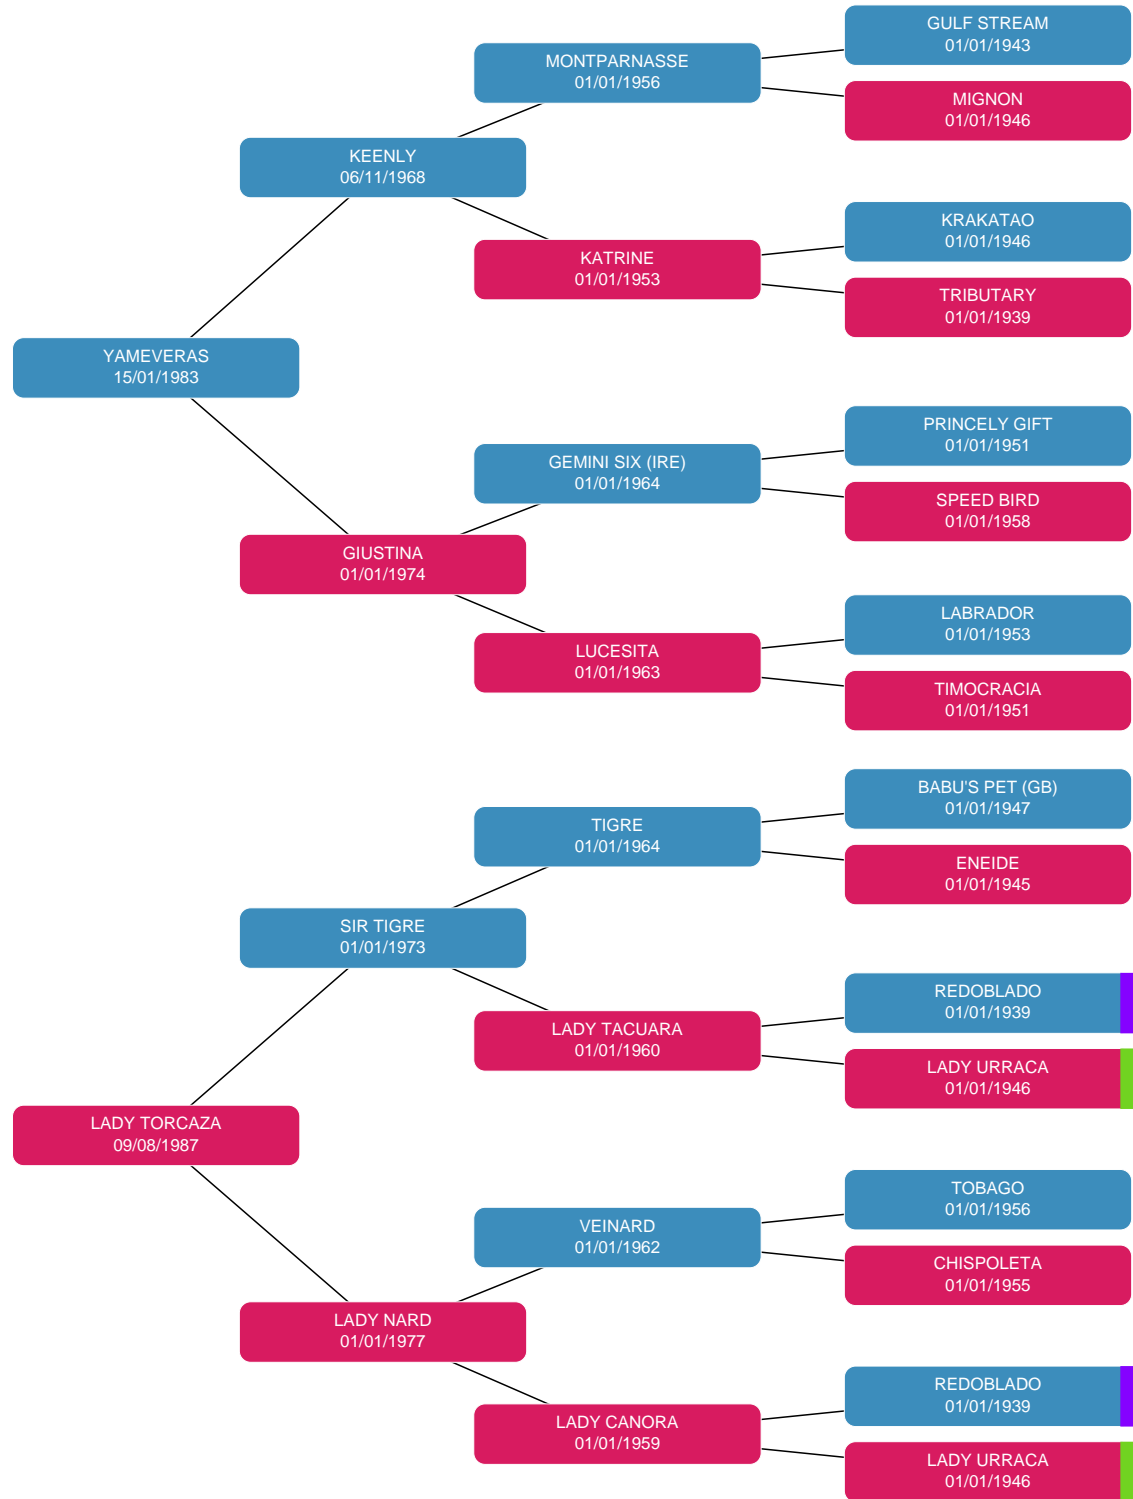 GULF STREAM
01/01/1943
MONTPARNASSE
01/01/1956
MIGNON
01/01/1946
KEENLY
06/11/1968
KRAKATAO
01/01/1946
KATRINE
01/01/1953
TRIBUTARY
01/01/1939
YAMEVERAS
15/01/1983
PRINCELY GIFT
01/01/1951
GEMINI SIX (IRE)
01/01/1964
SPEED BIRD
01/01/1958
GIUSTINA
01/01/1974
LABRADOR
01/01/1953
LUCESITA
01/01/1963
TIMOCRACIA
01/01/1951
BABU'S PET (GB)
01/01/1947
TIGRE
01/01/1964
ENEIDE
01/01/1945
SIR TIGRE
01/01/1973
REDOBLADO
01/01/1939
LADY TACUARA
01/01/1960
LADY URRACA
01/01/1946
LADY TORCAZA
09/08/1987
TOBAGO
01/01/1956
VEINARD
01/01/1962
CHISPOLETA
01/01/1955
LADY NARD
01/01/1977
REDOBLADO
01/01/1939
LADY CANORA
01/01/1959
LADY URRACA
01/01/1946